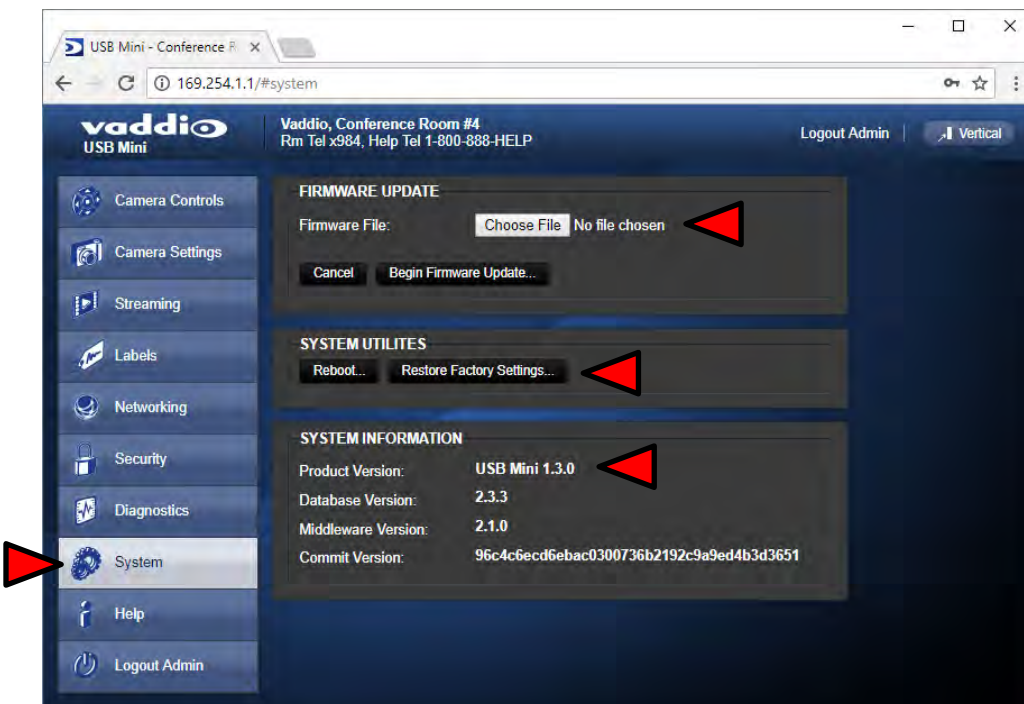 USB Mini - Conference R
169.254.1.1/#system
vaddio
USB Mini
Vaddio, Conference Room #4
Rm Tel x984, Help Tel 1-800-888-HELP
Logout Admin
Vertical
Camera Controls
Camera Settings
Streaming
Labels
Networking
Security
Diagnostics
System
Help
Logout Admin
FIRMWARE UPDATE
Firmware File: Choose File No file chosen
Cancel Begin Firmware Update...
SYSTEM UTILITES
Reboot... Restore Factory Settings...
SYSTEM INFORMATION
Product Version: USB Mini 1.3.0
Database Version: 2.3.3
Middleware Version: 2.1.0
Commit Version: 96c4c6ecd6ebac0300736b2192c9a9ed4b3d3651